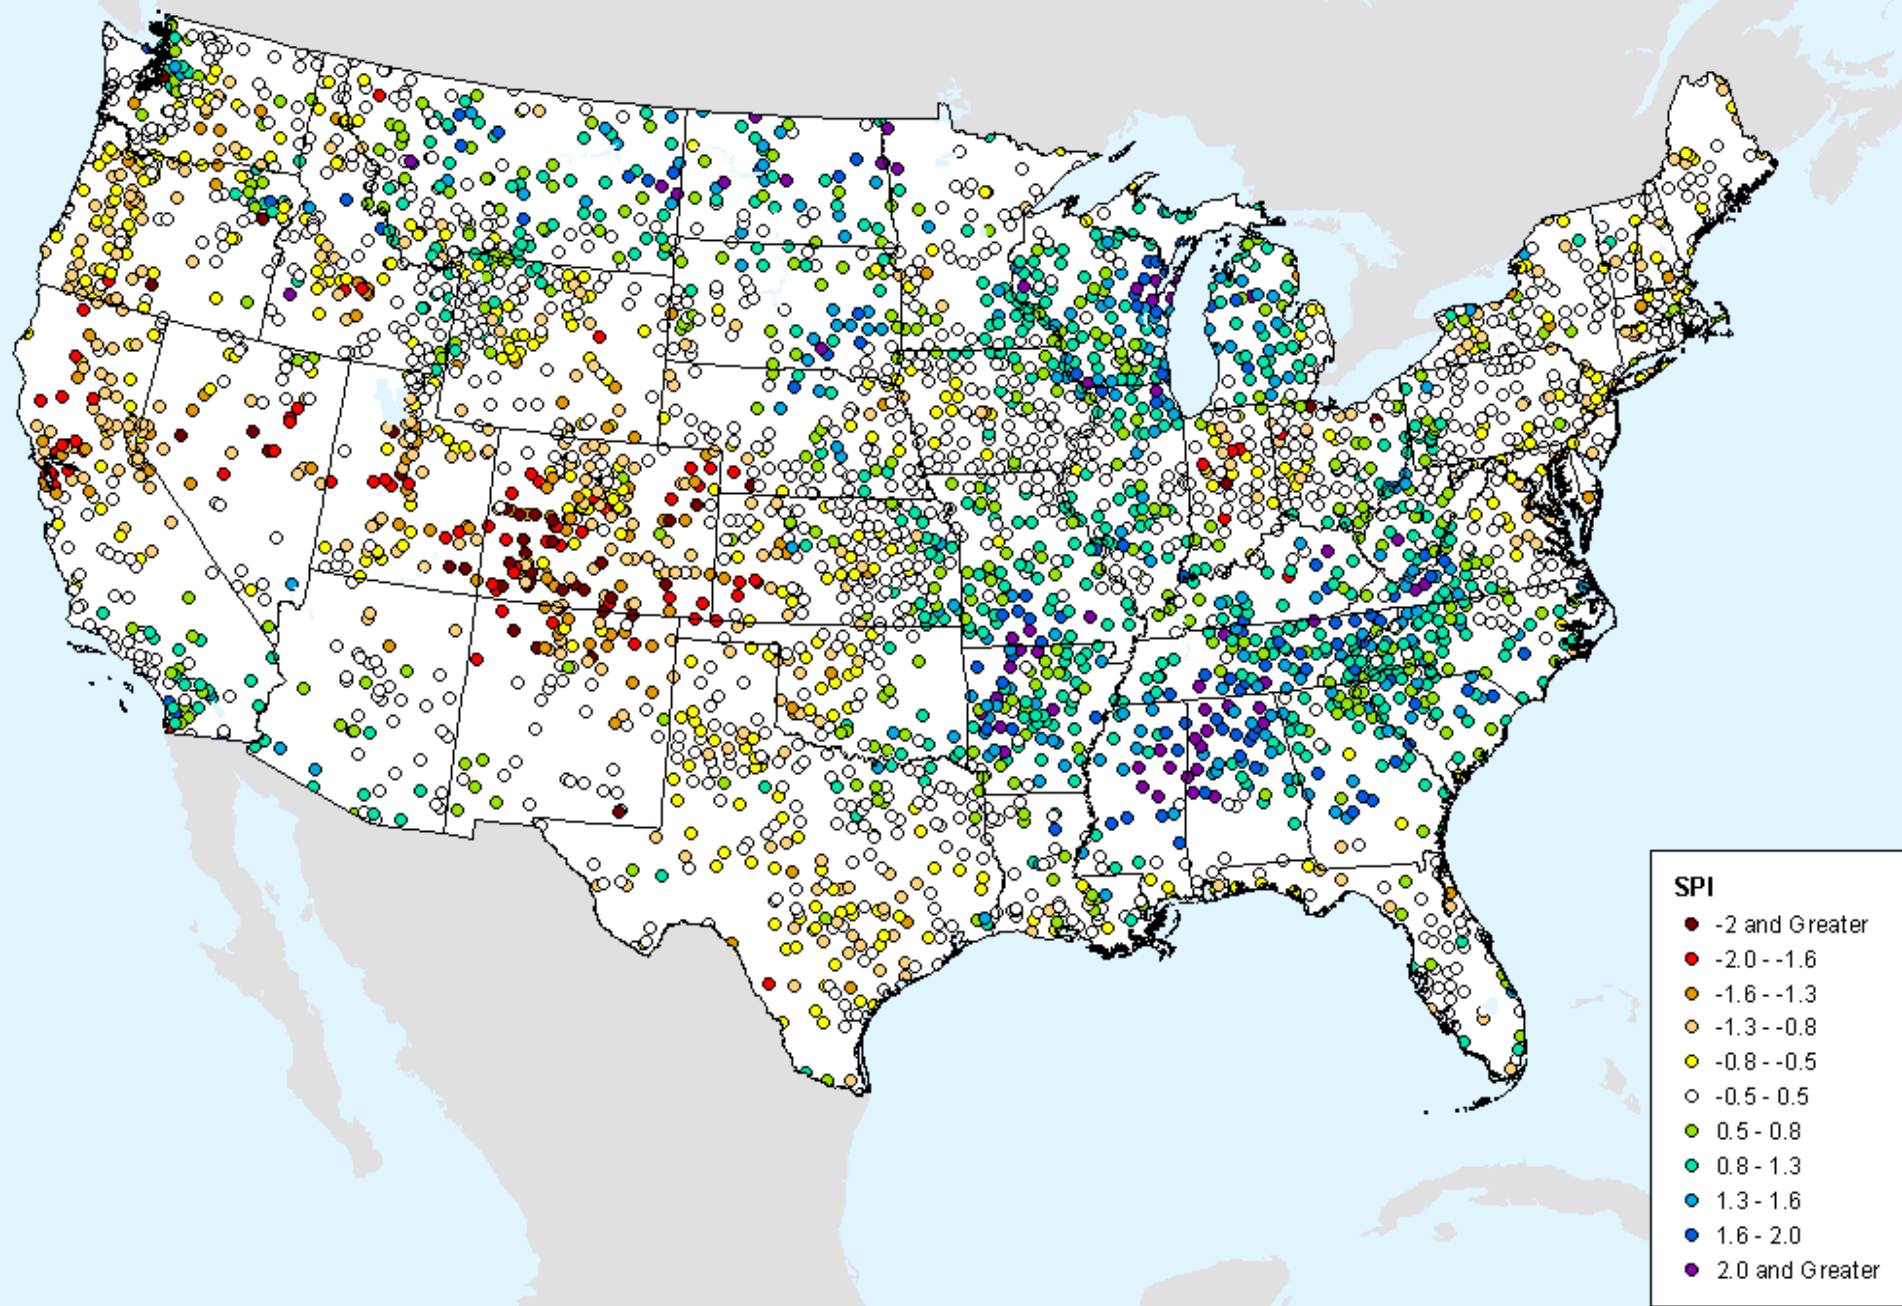 SPI
-2 and Greater
-2.0 - -1.6
-1.6 - -1.3
-1.3 - -0.8
-0.8 - -0.5
-0.5 - 0.5
0.5 - 0.8
0.8 - 1.3
1.3 - 1.6
1.6 - 2.0
2.0 and Greater